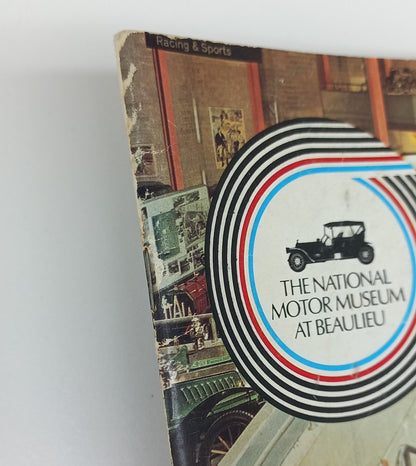 Racing & Sports
THE NATIONAL
MOTOR MUSEUM
AT BEAULIEU